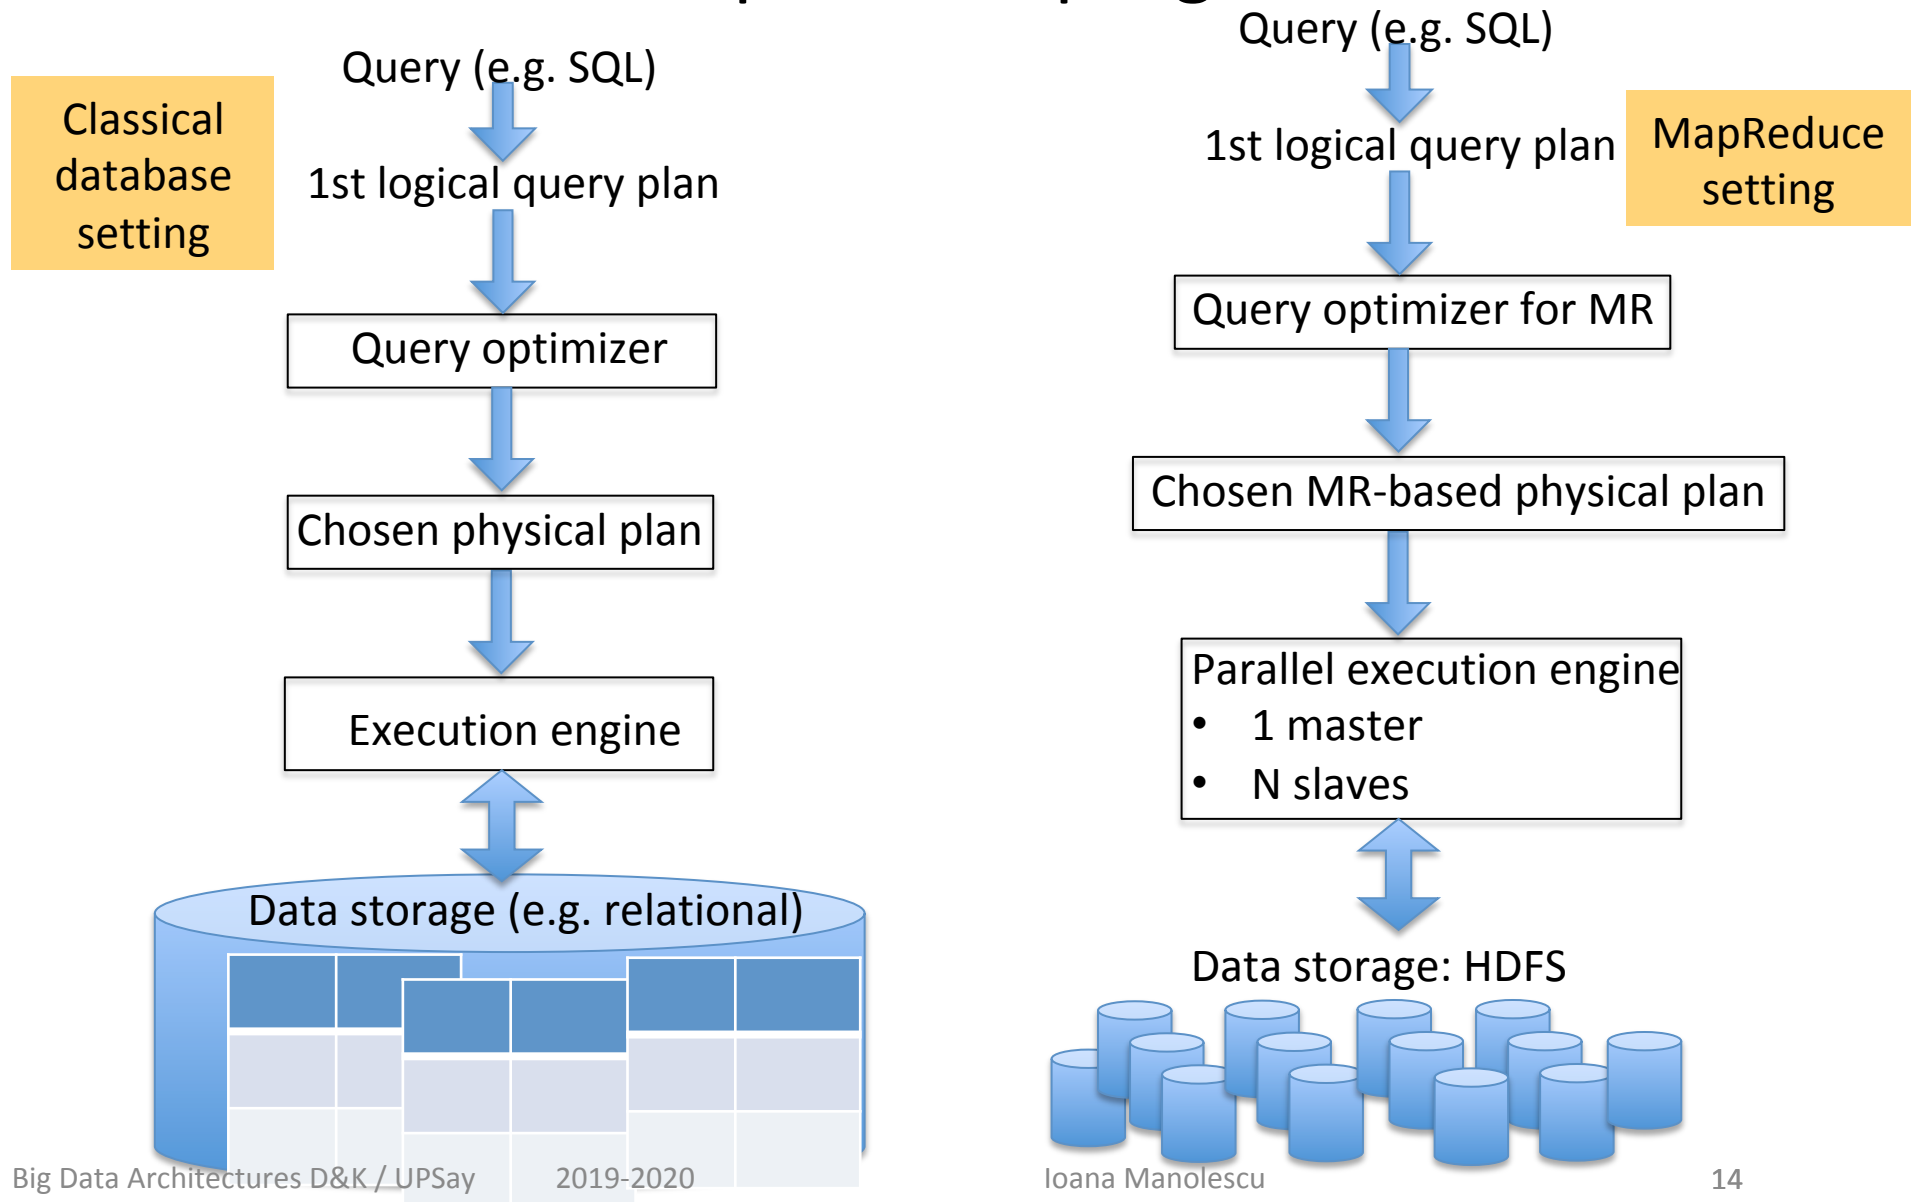 Query (e.g. SQL)
Classical
database
setting
1st logical query plan
Query optimizer
Chosen physical plan
Execution engine
Data storage (e.g. relational)
Query (e.g. SQL)
1st logical query plan
MapReduce
setting
Query optimizer for MR
Chosen MR-based physical plan
Parallel execution engine
• 1 master
• N slaves
Data storage: HDFS
Big Data Architectures D&K / UPSay 2019-2020 Ioana Manolescu 14